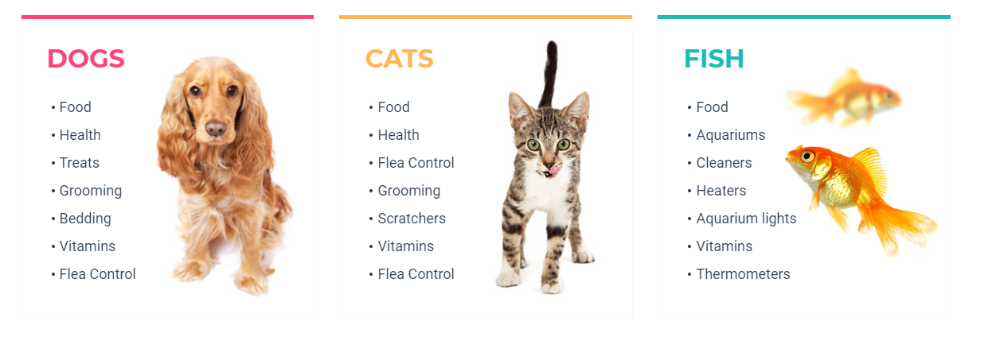 DOGS
• Food
• Health
• Treats
• Grooming
• Bedding
• Vitamins
• Flea Control
CATS
• Food
• Health
• Flea Control
• Grooming
• Scratchers
• Vitamins
• Flea Control
FISH
• Food
• Aquariums
• Cleaners
• Heaters
• Aquarium lights
• Vitamins
• Thermometers